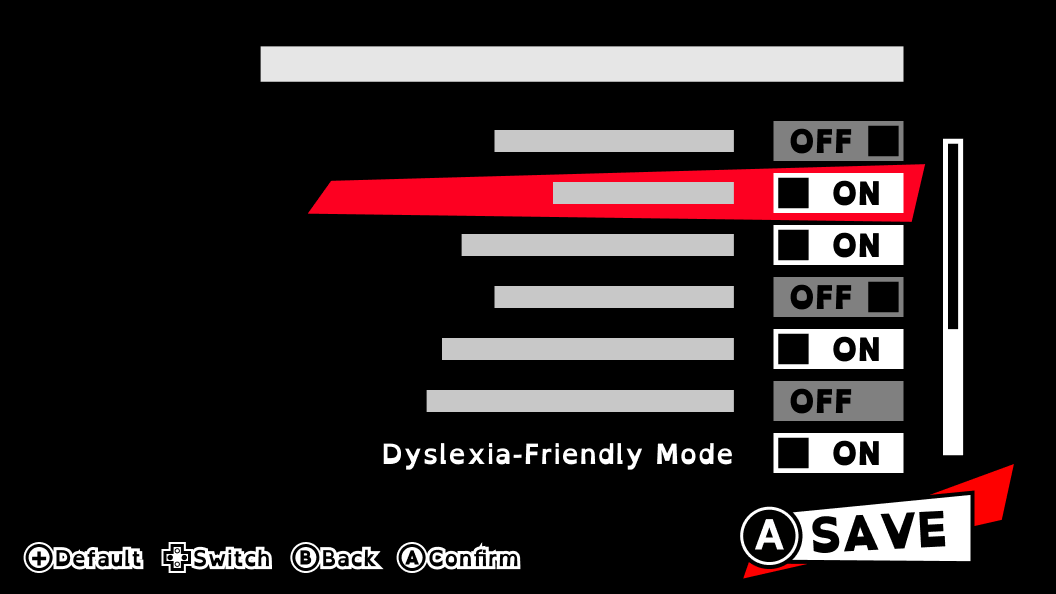 OFF
ON
ON
OFF
ON
OFF
Dyslexia-Friendly Mode ON
A SAVE
+ Default Switch B Back A Confirm